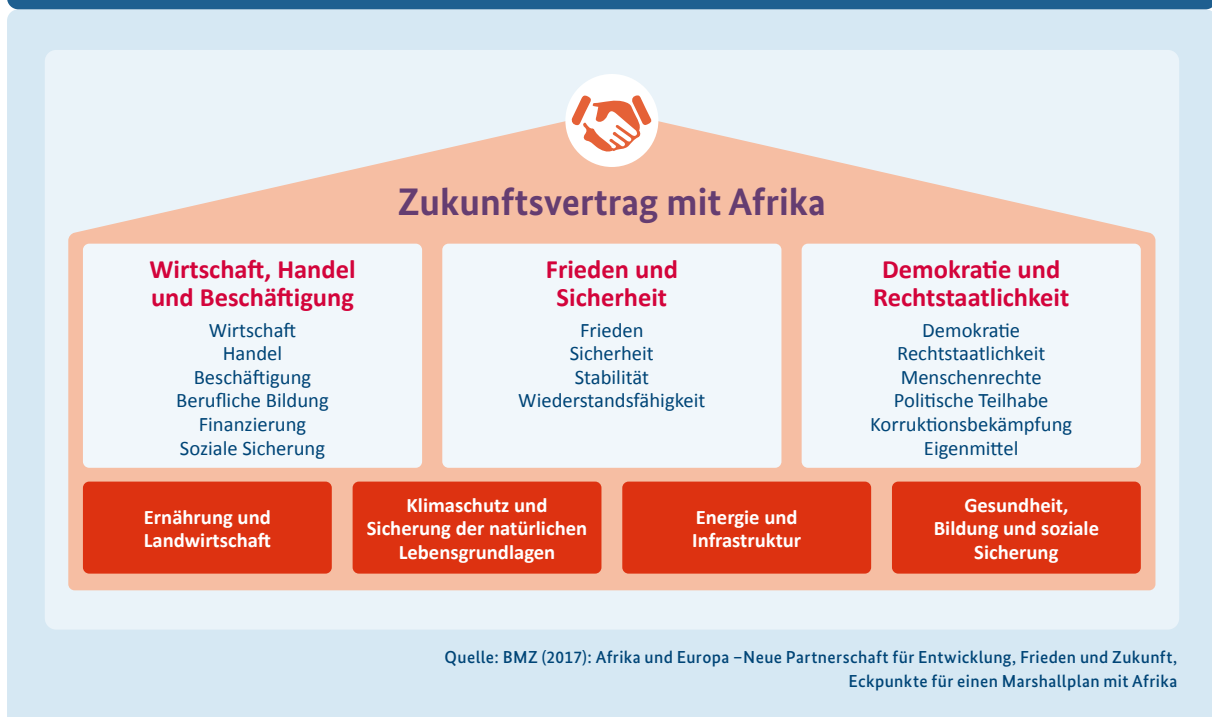 Zukunftsvertrag mit Afrika
Wirtschaft, Handel
und Beschäftigung
Wirtschaft
Handel
Beschäftigung
Berufliche Bildung
Finanzierung
Soziale Sicherung
Frieden und
Sicherheit
Frieden
Sicherheit
Stabilität
Wiederstandsfähigkeit
Demokratie und
Rechtstaatlichkeit
Demokratie
Rechtstaatlichkeit
Menschenrechte
Politische Teilhabe
Korruktionsbekämpfung
Eigenmittel
Ernährung und
Landwirtschaft
Klimaschutz und
Sicherung der natürlichen
Lebensgrundlagen
Energie und
Infrastruktur
Gesundheit,
Bildung und soziale
Sicherung
Quelle: BMZ (2017): Afrika und Europa –Neue Partnerschaft für Entwicklung, Frieden und Zukunft,
Eckpunkte für einen Marshallplan mit Afrika